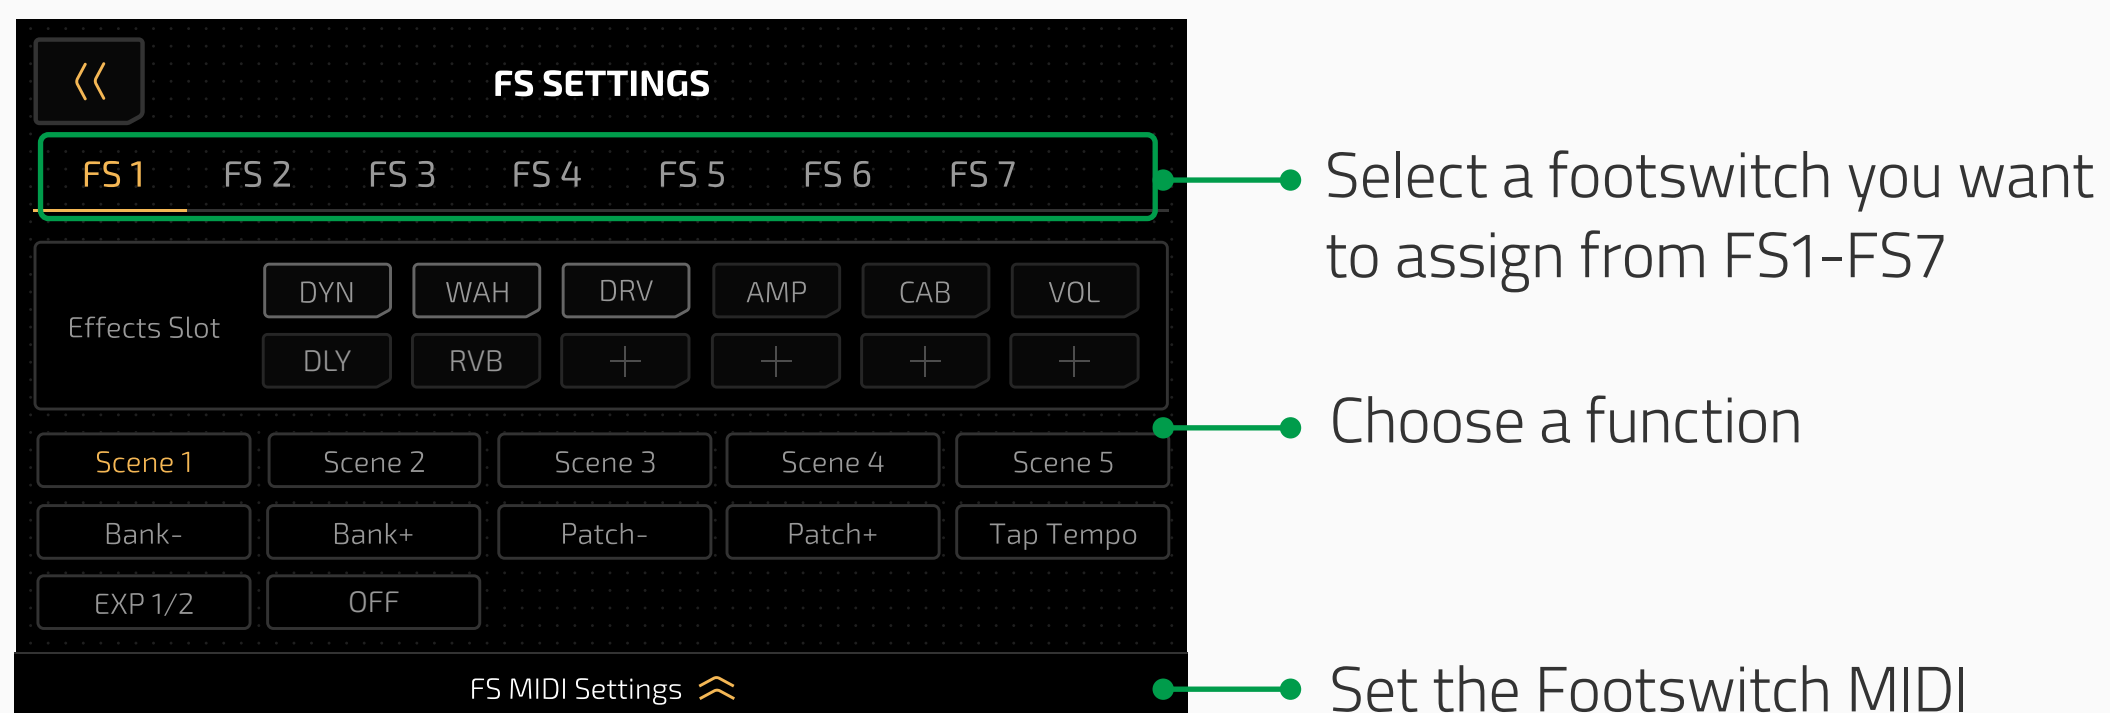 FS SETTINGS
FS 1 FS 2 FS 3 FS 4 FS 5 FS 6 FS 7
Select a footswitch you want
to assign from FS1-FS7
Effects Slot
DYN WAH DRV AMP CAB VOL
DLY RVB + + + +
Choose a function
Scene 1 Scene 2 Scene 3 Scene 4 Scene 5
Bank- Bank+ Patch- Patch+ Tap Tempo
EXP 1/2 OFF
FS MIDI Settings
Set the Footswitch MIDI